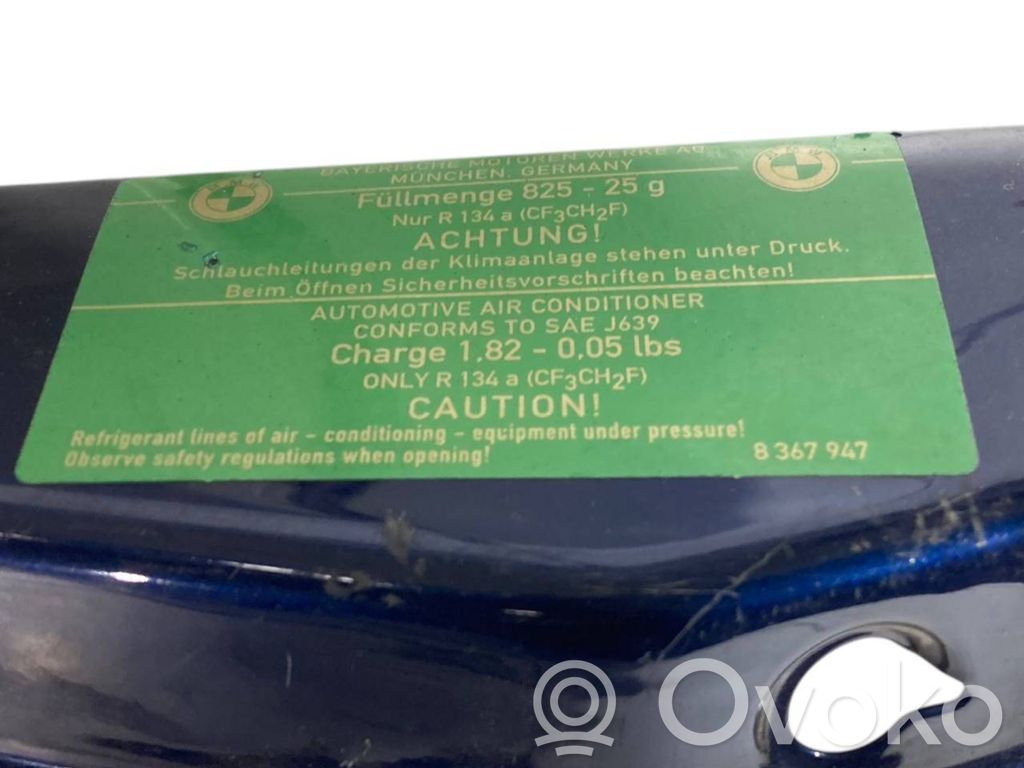 BAYERISCHE MOTOREN WERKE AG
MÜNCHEN, GERMANY
Füllmenge 825 - 25 g
Nur R 134 a (CF3CH2F)
ACHTUNG!
Schlauchleitungen der Klimaanlage stehen unter Druck.
Beim Öffnen Sicherheitsvorschriften beachten!
AUTOMOTIVE AIR CONDITIONER
CONFORMS TO SAE J639
Charge 1,82 - 0,05 lbs
ONLY R 134 a (CF3CH2F)
CAUTION!
Refrigerant lines of air - conditioning - equipment under pressure!
Observe safety regulations when opening!
8 367 947
Ovoko